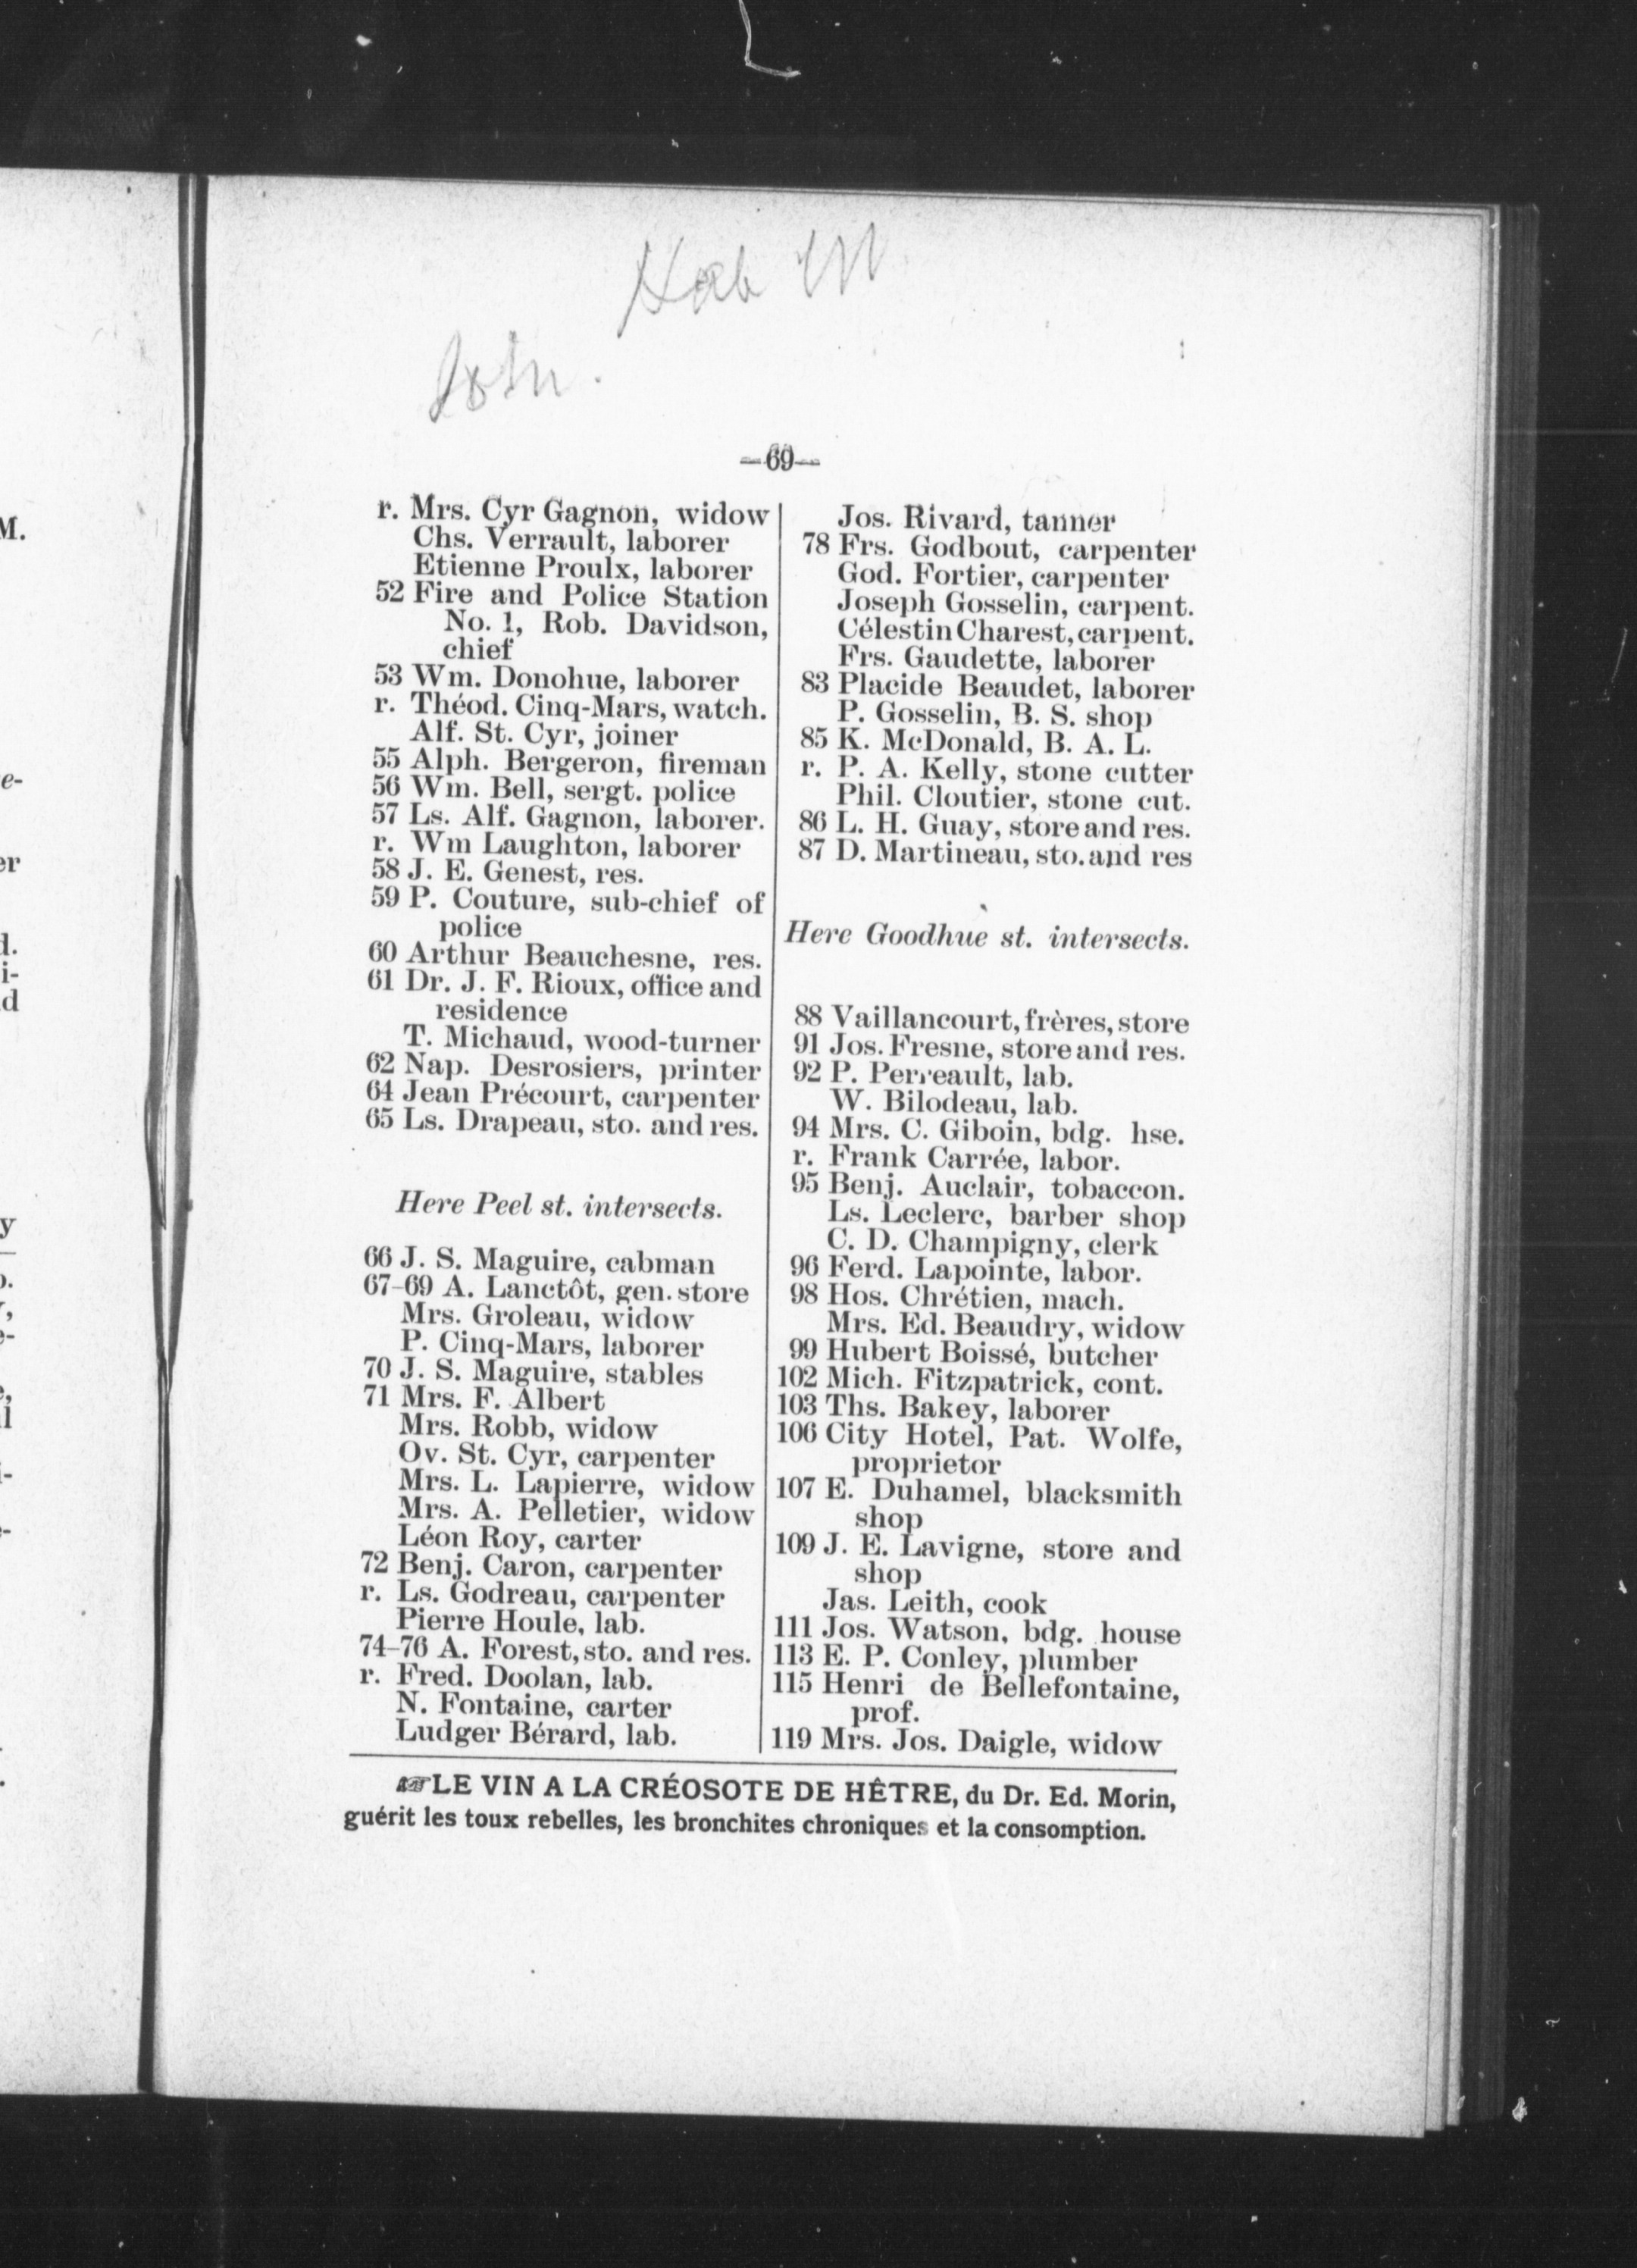 John.
—69—
r. Mrs. Cyr Gagnon, widow
Chs. Verrault, laborer
Etienne Proulx, laborer
52 Fire and Police Station
No. 1, Rob. Davidson,
chief
53 Wm. Donohue, laborer
r. Théod. Cinq-Mars, watch.
Alf. St. Cyr, joiner
55 Alph. Bergeron, fireman
56 Wm. Bell, sergt. police
57 Ls. Alf. Gagnon, laborer.
r. Wm Laughton, laborer
58 J. E. Genest, res.
59 P. Couture, sub-chief of
police
60 Arthur Beauchesne, res.
61 Dr. J. F. Rioux, office and
residence
T. Michaud, wood-turner
62 Nap. Desrosiers, printer
64 Jean Précourt, carpenter
65 Ls. Drapeau, sto. and res.
Here Peel st. intersects.
66 J. S. Maguire, cabman
67-69 A. Lanctôt, gen. store
Mrs. Groleau, widow
P. Cinq-Mars, laborer
70 J. S. Maguire, stables
71 Mrs. F. Albert
Mrs. Robb, widow
Ov. St. Cyr, carpenter
Mrs. L. Lapierre, widow
Mrs. A. Pelletier, widow
Léon Roy, carter
72 Benj. Caron, carpenter
r. Ls. Godreau, carpenter
Pierre Houle, lab.
74-76 A. Forest, sto. and res.
r. Fred. Doolan, lab.
N. Fontaine, carter
Ludger Bérard, lab.
Jos. Rivard, tanner
78 Frs. Godbout, carpenter
God. Fortier, carpenter
Joseph Gosselin, carpent.
Célestin Charest, carpent.
Frs. Gaudette, laborer
83 Placide Beaudet, laborer
P. Gosselin, B. S. shop
85 K. McDonald, B. A. L.
r. P. A. Kelly, stone cutter
Phil. Cloutier, stone cut.
86 L. H. Guay, store and res.
87 D. Martineau, sto. and res
Here Goodhue st. intersects.
88 Vaillancourt, frères, store
91 Jos. Fresne, store and res.
92 P. Perreault, lab.
W. Bilodeau, lab.
94 Mrs. C. Giboin, bdg. hse.
r. Frank Carrée, labor.
95 Benj. Auclair, tobaccon.
Ls. Leclerc, barber shop
C. D. Champigny, clerk
96 Ferd. Lapointe, labor.
98 Hos. Chrétien, mach.
Mrs. Ed. Beaudry, widow
99 Hubert Boissé, butcher
102 Mich. Fitzpatrick, cont.
103 Ths. Bakey, laborer
106 City Hotel, Pat. Wolfe,
proprietor
107 E. Duhamel, blacksmith
shop
109 J. E. Lavigne, store and
shop
Jas. Leith, cook
111 Jos. Watson, bdg. house
113 E. P. Conley, plumber
115 Henri de Bellefontaine,
prof.
119 Mrs. Jos. Daigle, widow
☞LE VIN A LA CRÉOSOTE DE HÊTRE, du Dr. Ed. Morin,
guérit les toux rebelles, les bronchites chroniques et la consomption.